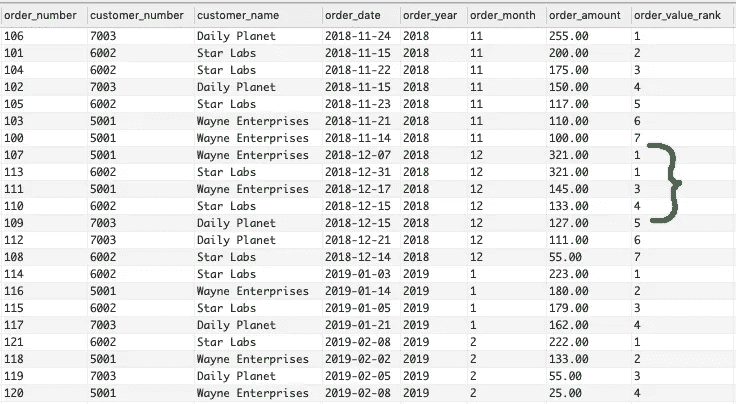 order_number customer_number customer_name order_date order_year order_month order_amount order_value_rank
106 7003 Daily Planet 2018-11-24 2018 11 255.00 1
101 6002 Star Labs 2018-11-15 2018 11 200.00 2
104 6002 Star Labs 2018-11-22 2018 11 175.00 3
102 7003 Daily Planet 2018-11-15 2018 11 150.00 4
105 6002 Star Labs 2018-11-23 2018 11 117.00 5
103 5001 Wayne Enterprises 2018-11-21 2018 11 110.00 6
100 5001 Wayne Enterprises 2018-11-14 2018 11 100.00 7
107 5001 Wayne Enterprises 2018-12-07 2018 12 321.00 1
113 6002 Star Labs 2018-12-31 2018 12 321.00 1
111 5001 Wayne Enterprises 2018-12-17 2018 12 145.00 3
110 6002 Star Labs 2018-12-15 2018 12 133.00 4
109 7003 Daily Planet 2018-12-15 2018 12 127.00 5
112 7003 Daily Planet 2018-12-21 2018 12 111.00 6
108 6002 Star Labs 2018-12-14 2018 12 55.00 7
114 6002 Star Labs 2019-01-03 2019 1 223.00 1
116 5001 Wayne Enterprises 2019-01-14 2019 1 180.00 2
115 6002 Star Labs 2019-01-05 2019 1 179.00 3
117 7003 Daily Planet 2019-01-21 2019 1 162.00 4
121 6002 Star Labs 2019-02-08 2019 2 222.00 1
118 5001 Wayne Enterprises 2019-02-02 2019 2 133.00 2
119 7003 Daily Planet 2019-02-05 2019 2 55.00 3
120 5001 Wayne Enterprises 2019-02-08 2019 2 25.00 4